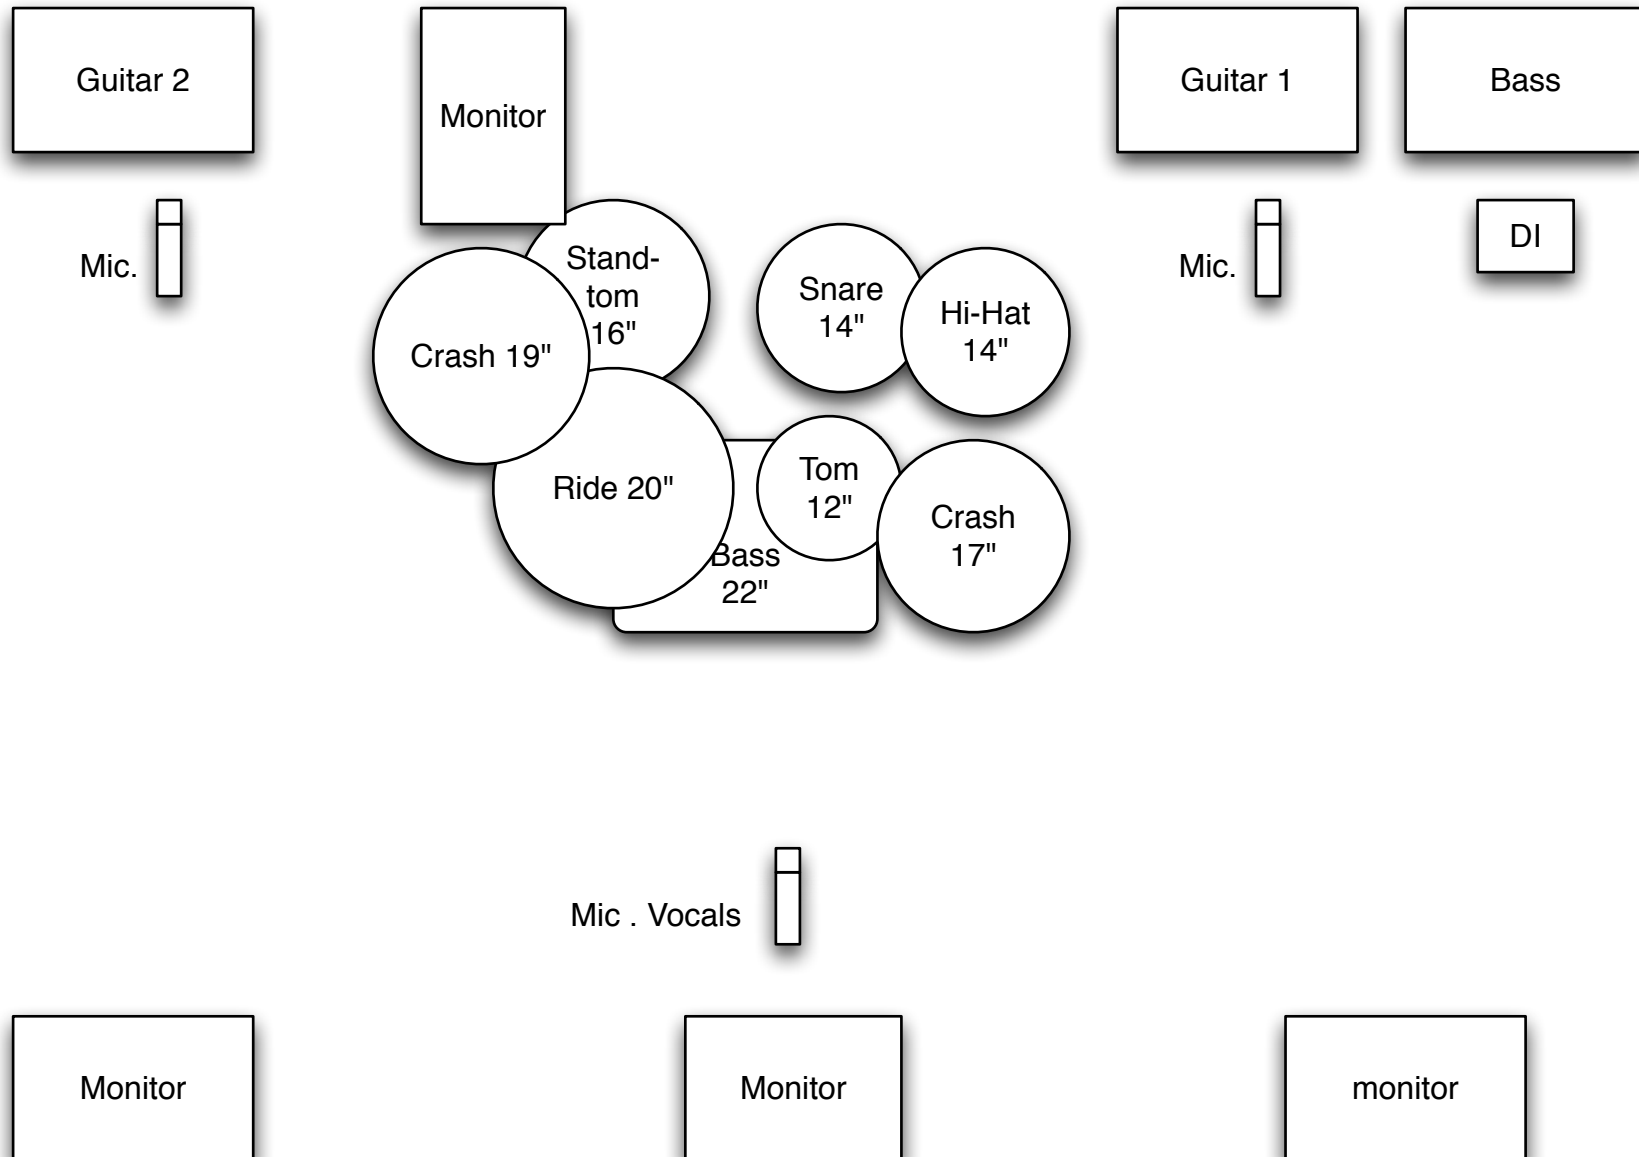 Guitar 2
Monitor
Guitar 1
Bass
Mic.
Stand-
tom
16"
Snare
14"
Hi-Hat
14"
Mic.
DI
Crash 19"
Ride 20"
Tom
12"
Crash
17"
Bass
22"
Mic . Vocals
Monitor
Monitor
monitor